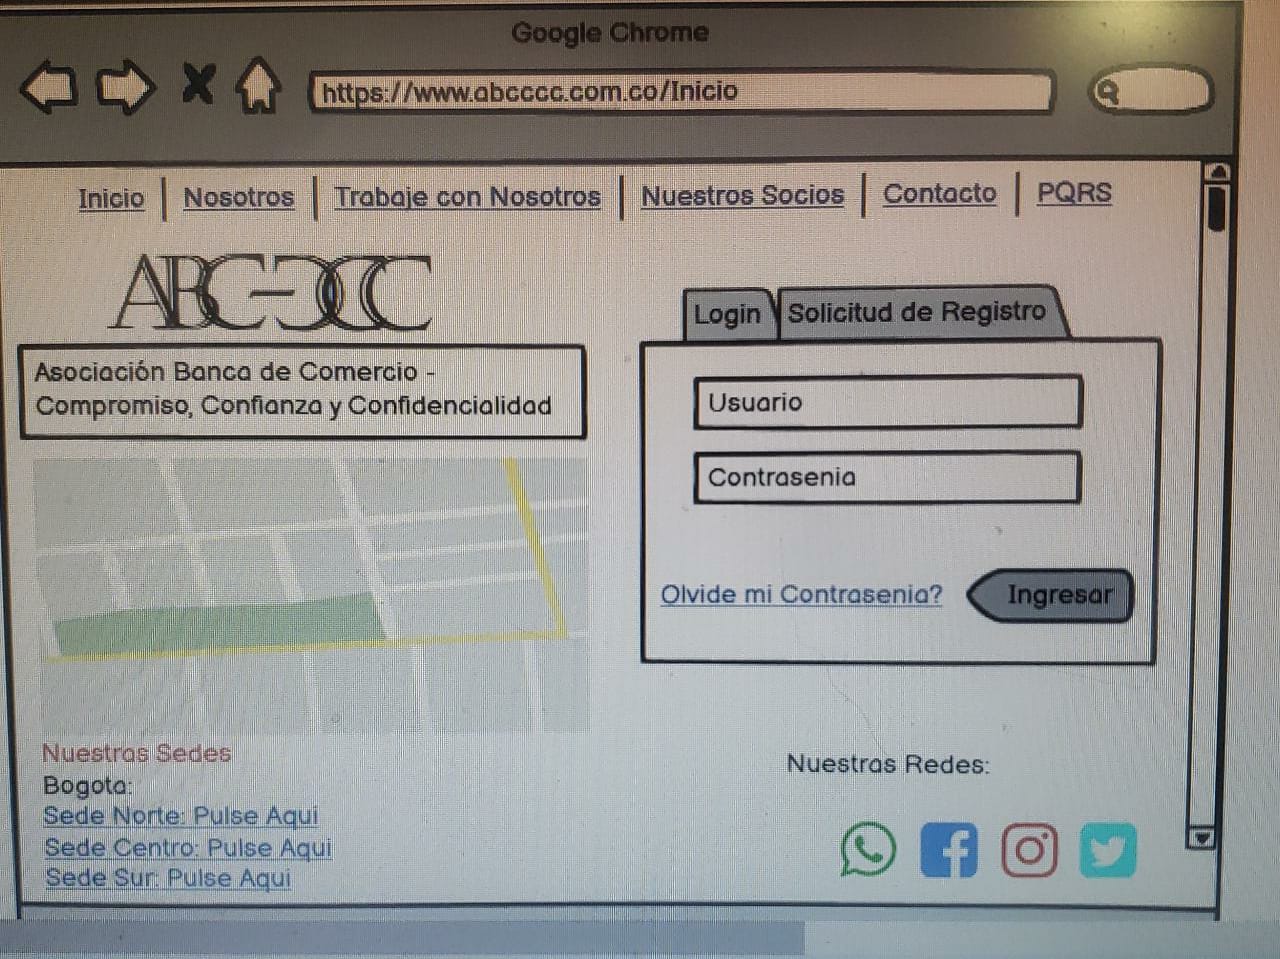 Google Chrome
https://www.abcccc.com.co/Inicio
Inicio | Nosotros | Trabaje con Nosotros | Nuestros Socios | Contacto | PQRS
ABC-CCC
Asociación Banca de Comercio -
Compromiso, Confianza y Confidencialidad
Login
Solicitud de Registro
Usuario
Contrasenia
Olvide mi Contrasenia?
Ingresar
Nuestras Sedes
Bogota:
Sede Norte: Pulse Aqui
Sede Centro: Pulse Aqui
Sede Sur: Pulse Aqui
Nuestras Redes: